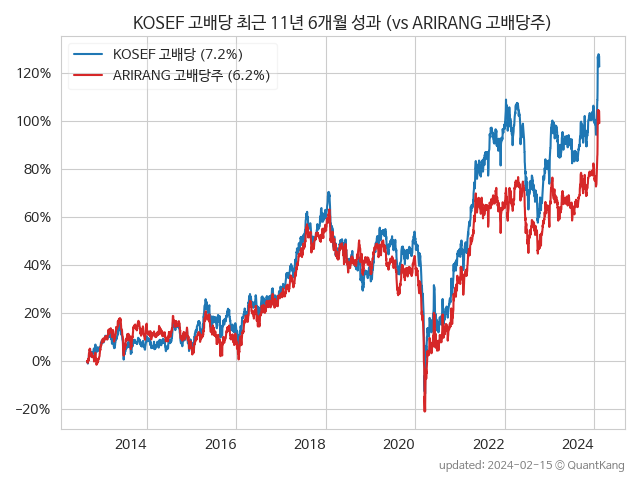 KOSEF 고배당 최근 11년 6개월 성과 (vs ARIRANG 고배당주)
KOSEF 고배당 (7.2%)
ARIRANG 고배당주 (6.2%)
120%
100%
80%
60%
40%
20%
0%
−20%
2014 2016 2018 2020 2022 2024
updated: 2024-02-15 © QuantKang